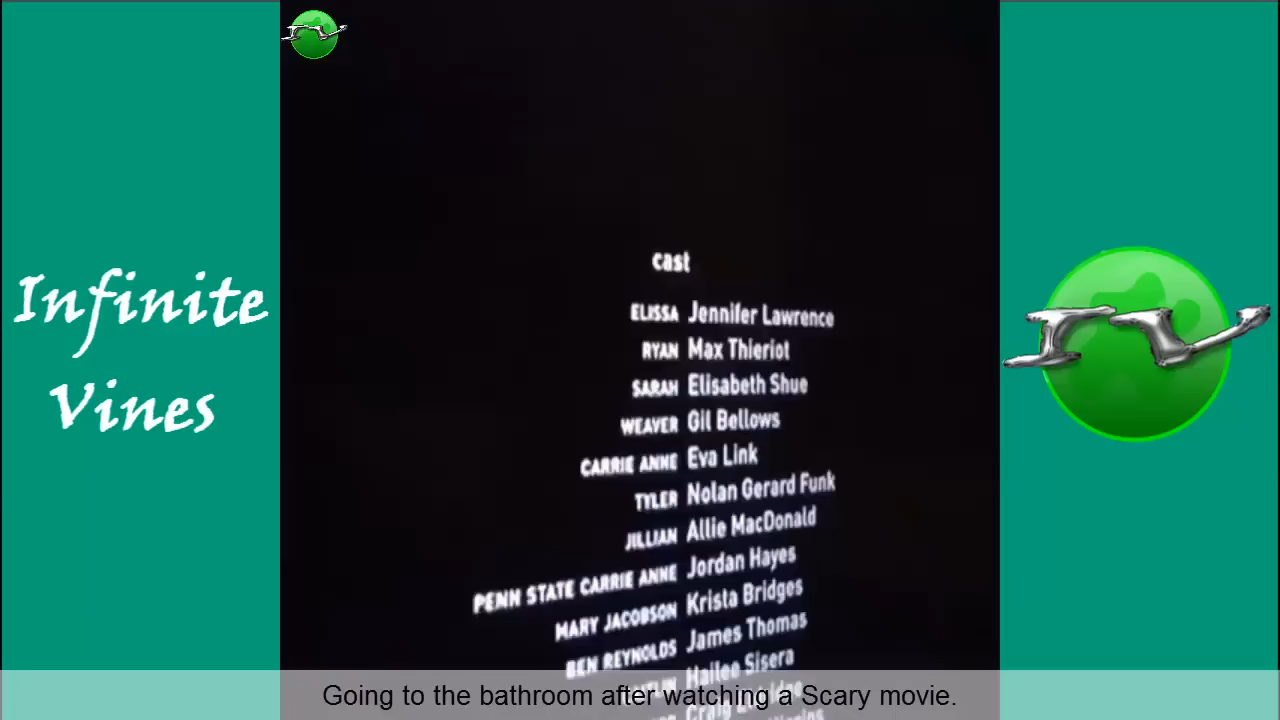 Infinite
Vines
cast
ELISSA Jennifer Lawrence
RYAN Max Thieriot
SARAH Elisabeth Shue
WEAVER Gil Bellows
CARRIE ANNE Eva Link
TYLER Nolan Gerard Funk
JILLIAN Allie MacDonald
PENN STATE CARRIE ANNE Jordan Hayes
MARY JACOBSON Krista Bridges
BEN REYNOLDS James Thomas
Hailee Sisera
Craig
Going to the bathroom after watching a Scary movie.